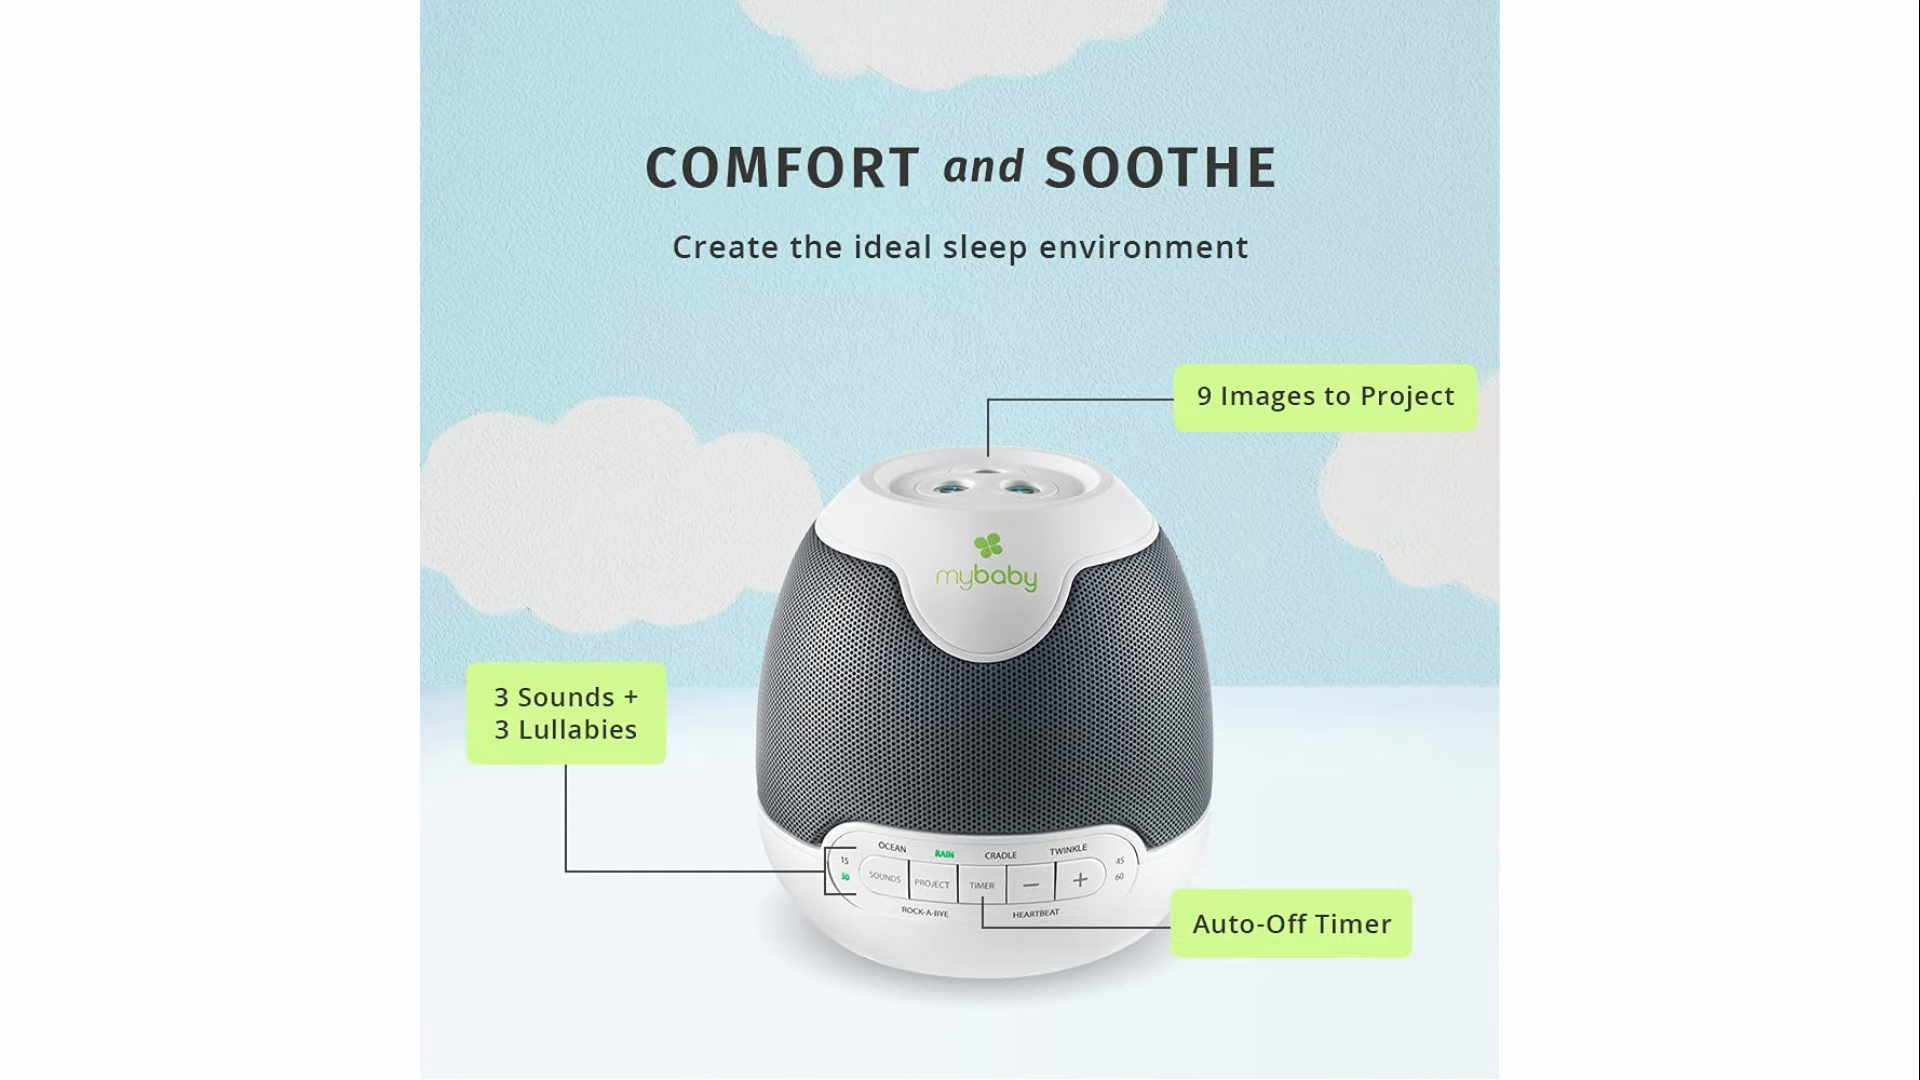 COMFORT and SOOTHE
Create the ideal sleep environment
9 Images to Project
mybaby
3 Sounds +
3 Lullabies
OCEAN RAIN CRADLE TWINKLE
15 45
30 60
SOUNDS PROJECT TIMER − +
ROCK-A-BYE HEARTBEAT
Auto-Off Timer